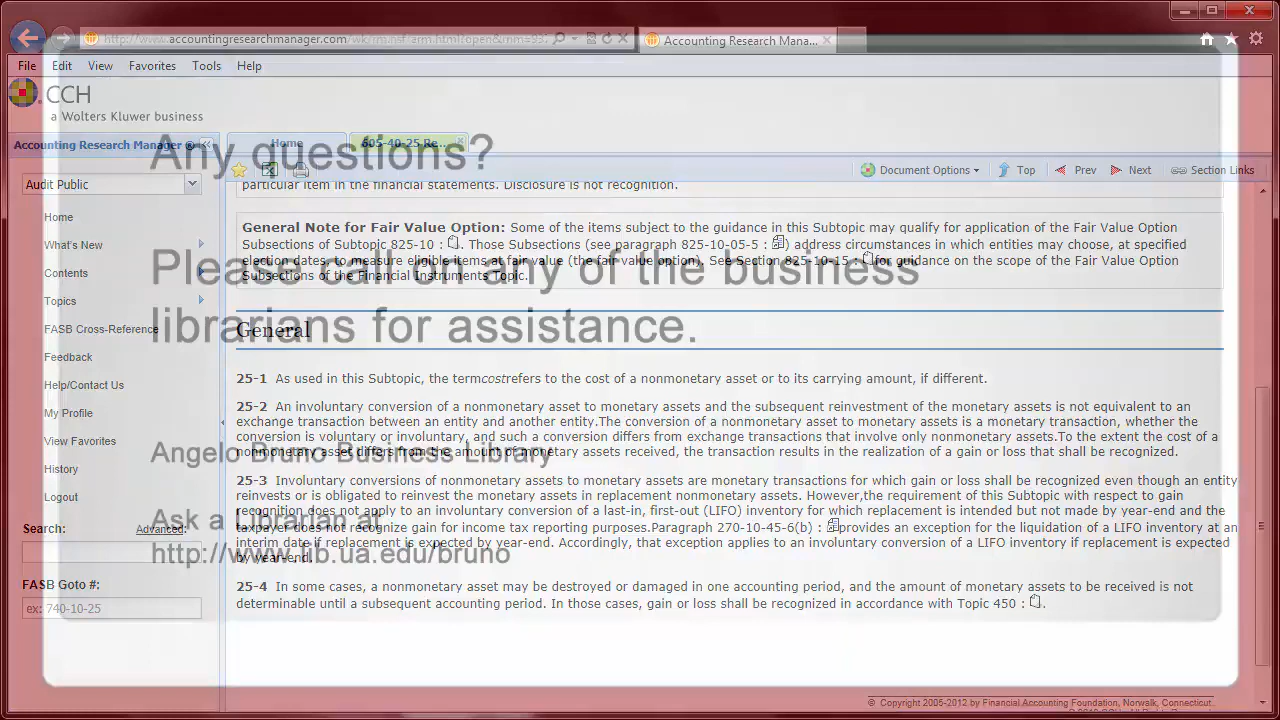 http://www.accountingresearchmanager.com/wk/rm.nsf/arm.html
Accounting Research Mana...
File Edit View Favorites Tools Help
CCH
a Wolters Kluwer business
Accounting Research Manager ®
Home
605-40-25 Re...
Any questions?
Audit Public
Document Options
Top
Prev
Next
Section Links
particular item in the financial statements. Disclosure is not recognition.
Home
What's New
Contents
Topics
FASB Cross-Reference
Feedback
Help/Contact Us
My Profile
View Favorites
History
Logout
Search:
Advanced:
FASB Goto #:
ex: 740-10-25
General Note for Fair Value Option: Some of the items subject to the guidance in this Subtopic may qualify for application of the Fair Value Option
Subsections of Subtopic 825-10 : . Those Subsections (see paragraph 825-10-05-5 : ) address circumstances in which entities may choose, at specified
election dates, to measure eligible items at fair value (the fair value option). See Section 825-10-15 : for guidance on the scope of the Fair Value Option
Subsections of the Financial Instruments Topic.
Please call on any of the business
librarians for assistance.
General
25-1 As used in this Subtopic, the termcostrefers to the cost of a nonmonetary asset or to its carrying amount, if different.
25-2 An involuntary conversion of a nonmonetary asset to monetary assets and the subsequent reinvestment of the monetary assets is not equivalent to an
exchange transaction between an entity and another entity.The conversion of a nonmonetary asset to monetary assets is a monetary transaction, whether the
conversion is voluntary or involuntary, and such a conversion differs from exchange transactions that involve only nonmonetary assets.To the extent the cost of a
nonmonetary asset differs from the amount of monetary assets received, the transaction results in the realization of a gain or loss that shall be recognized.
Angelo Bruno Business Library
25-3 Involuntary conversions of nonmonetary assets to monetary assets are monetary transactions for which gain or loss shall be recognized even though an entity
reinvests or is obligated to reinvest the monetary assets in replacement nonmonetary assets. However,the requirement of this Subtopic with respect to gain
recognition does not apply to an involuntary conversion of a last-in, first-out (LIFO) inventory for which replacement is intended but not made by year-end and the
taxpayer does not recognize gain for income tax reporting purposes.Paragraph 270-10-45-6(b) : provides an exception for the liquidation of a LIFO inventory at an
interim date if replacement is expected by year-end. Accordingly, that exception applies to an involuntary conversion of a LIFO inventory if replacement is expected
by year-end.
Ask a Librarian at
http://www.lib.ua.edu/bruno
25-4 In some cases, a nonmonetary asset may be destroyed or damaged in one accounting period, and the amount of monetary assets to be received is not
determinable until a subsequent accounting period. In those cases, gain or loss shall be recognized in accordance with Topic 450 : .
© Copyright 2005-2012 by Financial Accounting Foundation, Norwalk, Connecticut.